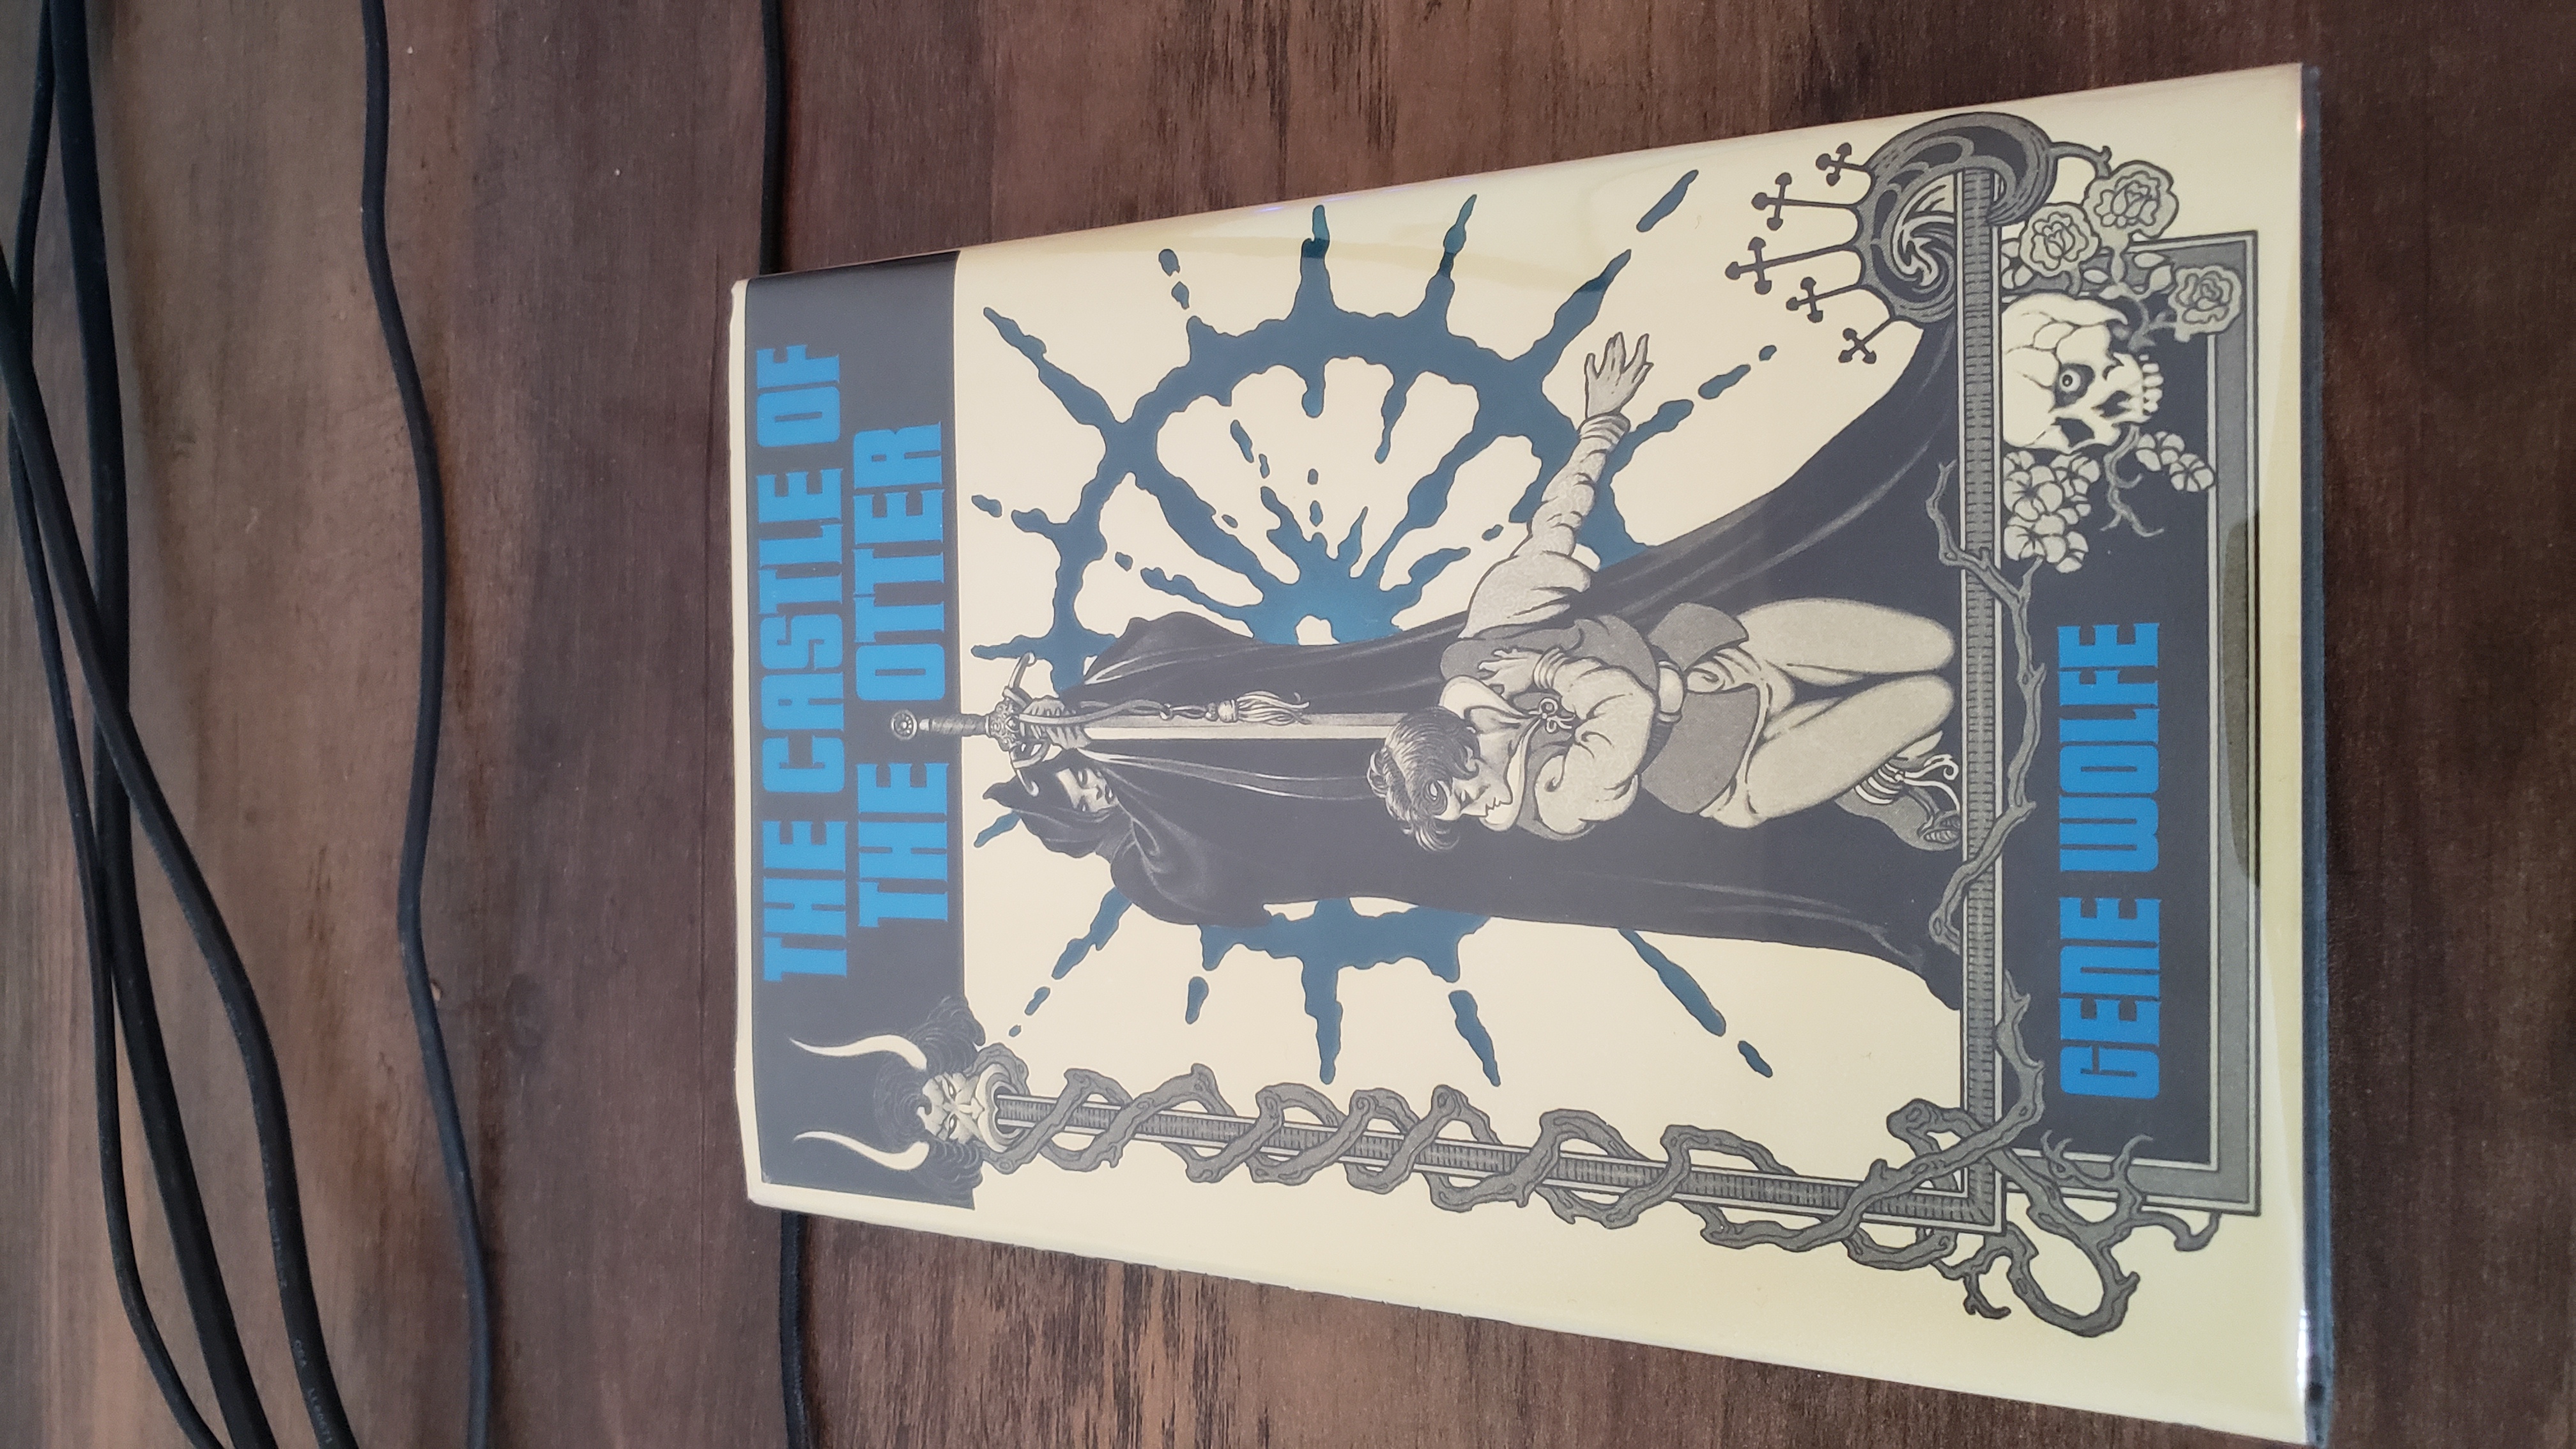 THE CASTLE OF
THE OTTER
GENE WOLFE